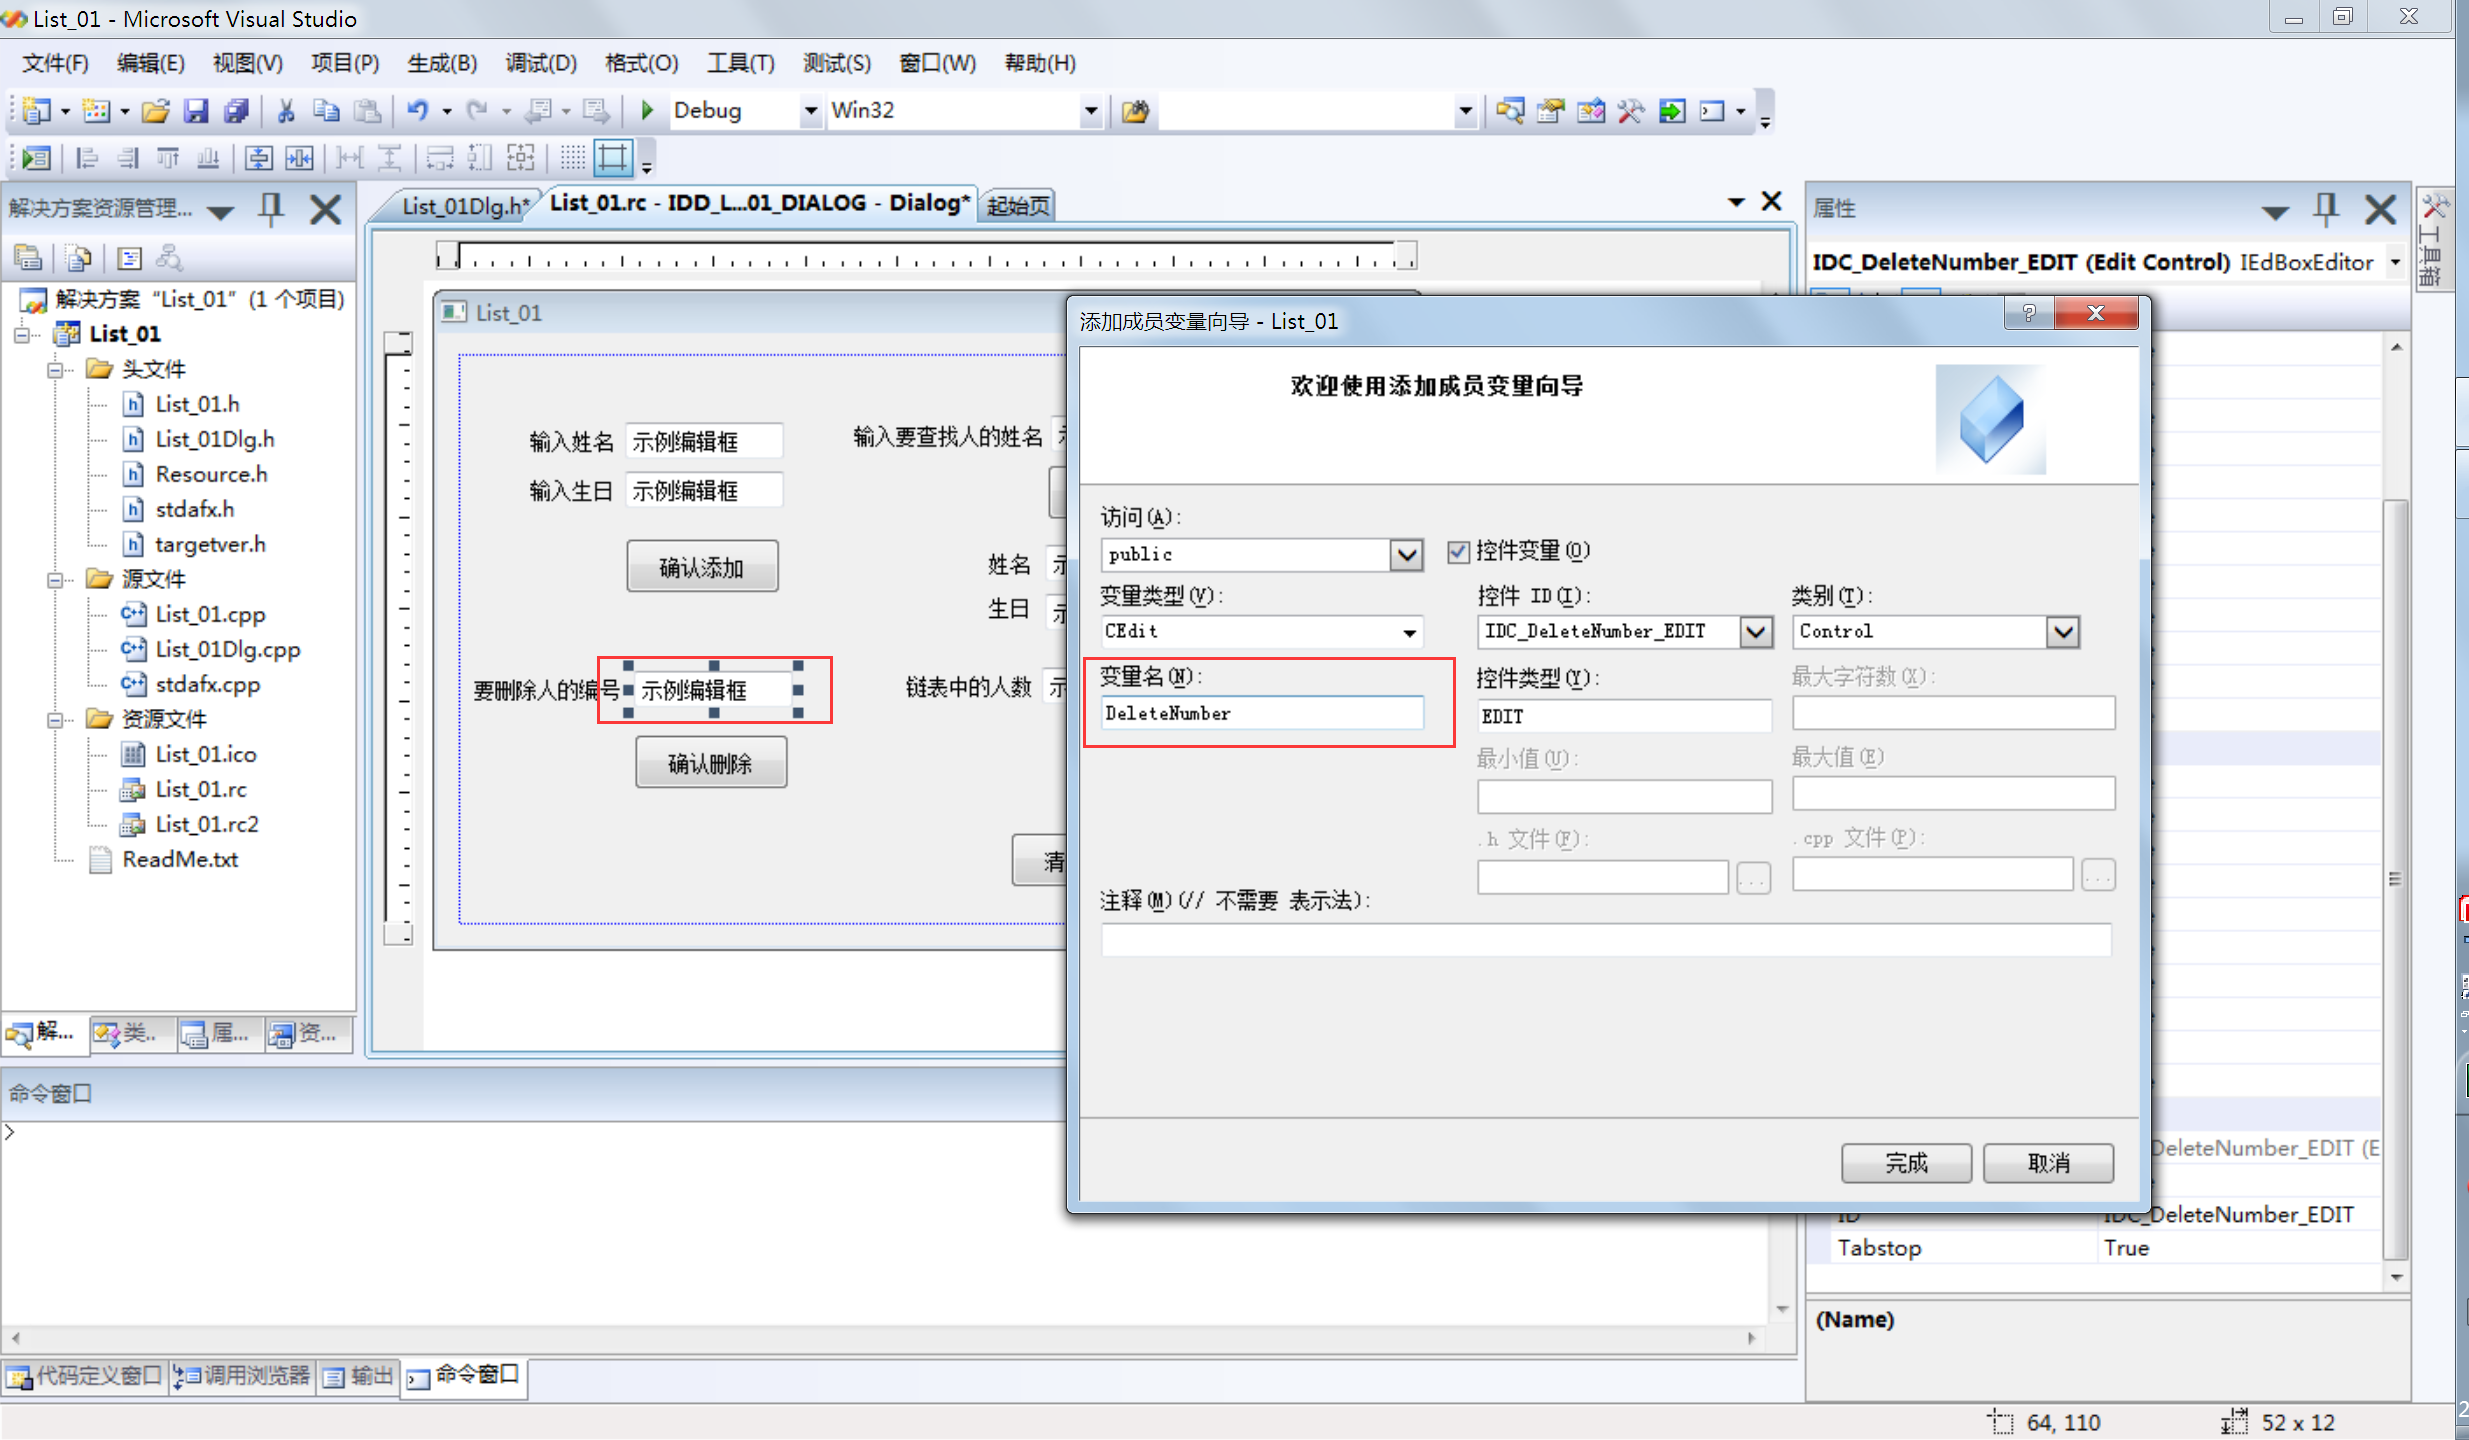 List_01 - Microsoft Visual Studio
文件(F) 编辑(E) 视图(V) 项目(P) 生成(B) 调试(D) 格式(O) 工具(T) 测试(S) 窗口(W) 帮助(H)
Debug Win32
解决方案资源管理...
List_01Dlg.h* List_01.rc - IDD_L...01_DIALOG - Dialog* 起始页
解决方案 “List_01” (1 个项目)
List_01
头文件
List_01.h
List_01Dlg.h
Resource.h
stdafx.h
targetver.h
源文件
List_01.cpp
List_01Dlg.cpp
stdafx.cpp
资源文件
List_01.ico
List_01.rc
List_01.rc2
ReadMe.txt
解... 类.. 属... 资...
List_01
输入姓名 示例编辑框 输入要查找人的姓名
输入生日 示例编辑框
确认添加
姓名
生日
要删除人的编号 示例编辑框 链表中的人数 示
确认删除
清
添加成员变量向导 - List_01
欢迎使用添加成员变量向导
访问(A):
public 控件变量(O)
变量类型(V): 控件 ID(I): 类别(T):
CEdit IDC_DeleteNumber_EDIT Control
变量名(N): 控件类型(Y): 最大字符数(X):
DeleteNumber EDIT
最小值(U): 最大值(E)
.h 文件(F): .cpp 文件(P):
... ...
注释(M)(// 不需要 表示法):
完成 取消
属性
工具箱
IDC_DeleteNumber_EDIT (Edit Control) IEdBoxEditor
DeleteNumber_EDIT (E
ID IDC_DeleteNumber_EDIT
Tabstop True
(Name)
命令窗口
>
代码定义窗口 调用浏览器 输出 命令窗口
64, 110 52 x 12